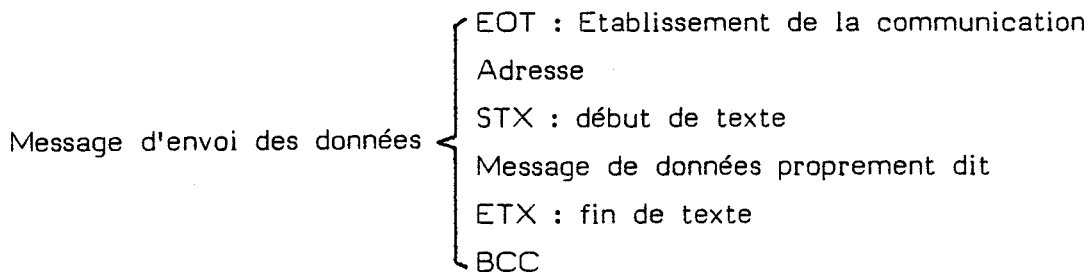 EOT : Etablissement de la communication
Adresse
STX : début de texte
Message d'envoi des données
Message de données proprement dit
ETX : fin de texte
BCC